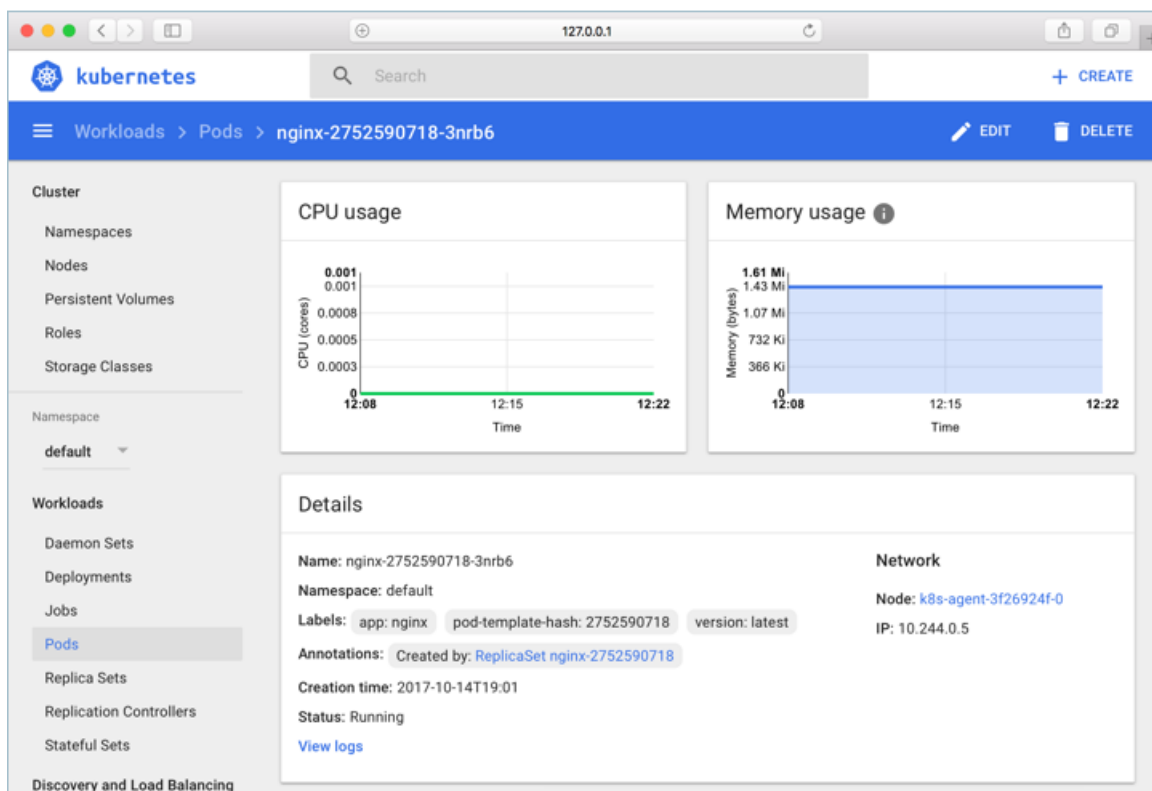 127.0.0.1
kubernetes
Search
+ CREATE
Workloads > Pods > nginx-2752590718-3nrb6
EDIT
DELETE
Cluster
Namespaces
Nodes
Persistent Volumes
Roles
Storage Classes
Namespace
default
Workloads
Daemon Sets
Deployments
Jobs
Pods
Replica Sets
Replication Controllers
Stateful Sets
Discovery and Load Balancing
CPU usage
CPU (cores)
0.001
0.001
0.0008
0.0005
0.0003
0
12:08
12:15
12:22
Time
Memory usage
Memory (bytes)
1.61 Mi
1.43 Mi
1.07 Mi
732 Ki
366 Ki
0
12:08
12:15
12:22
Time
Details
Name: nginx-2752590718-3nrb6
Namespace: default
Labels: app: nginx pod-template-hash: 2752590718 version: latest
Annotations: Created by: ReplicaSet nginx-2752590718
Creation time: 2017-10-14T19:01
Status: Running
View logs
Network
Node: k8s-agent-3f26924f-0
IP: 10.244.0.5